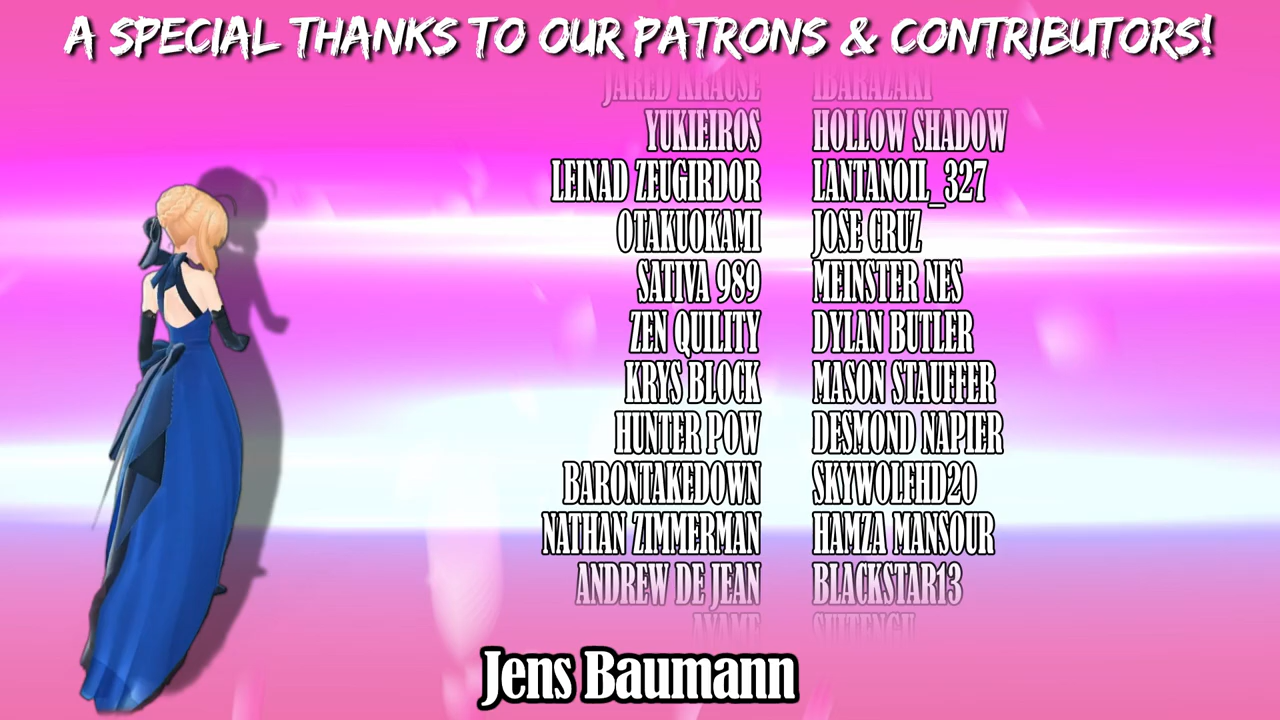 A SPECIAL THANKS TO OUR PATRONS & CONTRIBUTORS!
JARED KRAUSE IBARAZAKI
YUKIEIROS HOLLOW SHADOW
LEINAD ZEUGIRDOR LANTANOIL_327
OTAKUOKAMI JOSE CRUZ
SATIVA 989 MEINSTER NES
ZEN QUILITY DYLAN BUTLER
KRYS BLOCK MASON STAUFFER
HUNTER POW DESMOND NAPIER
BARONTAKEDOWN SKYWOLFHD20
NATHAN ZIMMERMAN HAMZA MANSOUR
ANDREW DE JEAN BLACKSTAR13
Jens Baumann